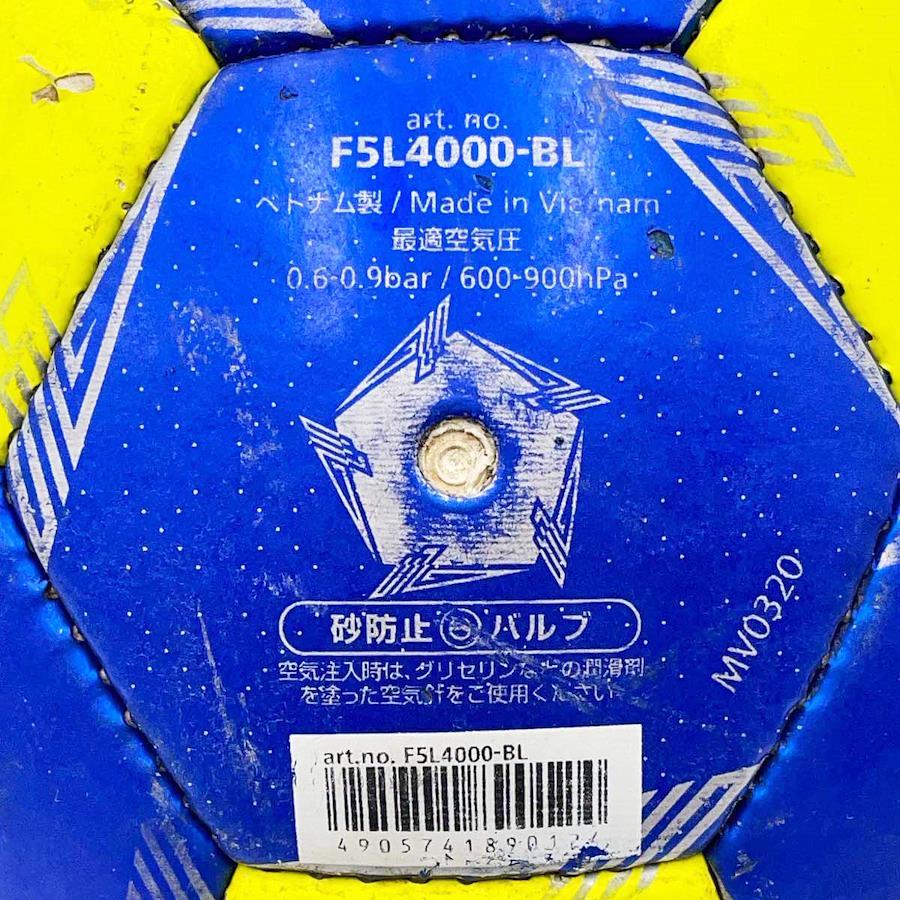 art. no.
F5L4000-BL
ベトナム製 / Made in Vietnam
最適空気圧
0.6-0.9bar / 600-900hPa
砂防止 バルブ
空気注入時は、グリセリンなどの潤滑剤
を塗った空気針をご使用ください
MV0320
art.no. F5L4000-BL